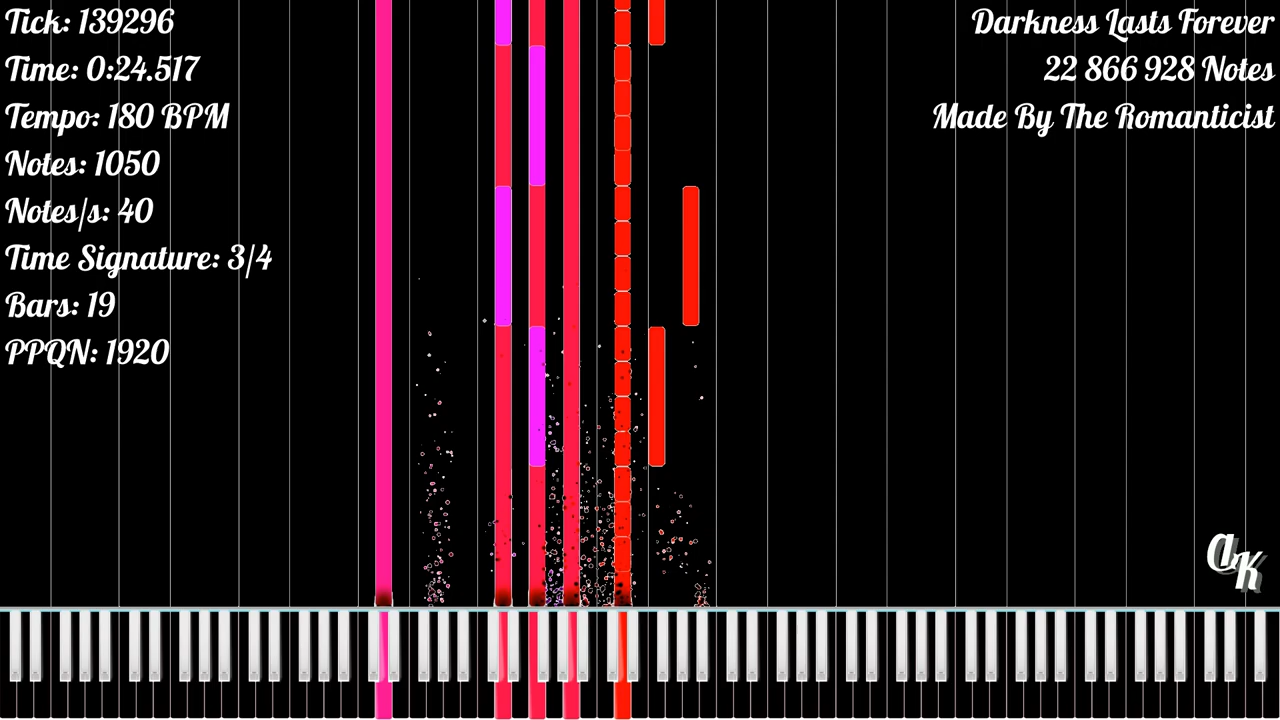 Tick: 139296
Time: 0:24.517
Tempo: 180 BPM
Notes: 1050
Notes/s: 40
Time Signature: 3/4
Bars: 19
PPQN: 1920
Darkness Lasts Forever
22 866 928 Notes
Made By The Romanticist
aK